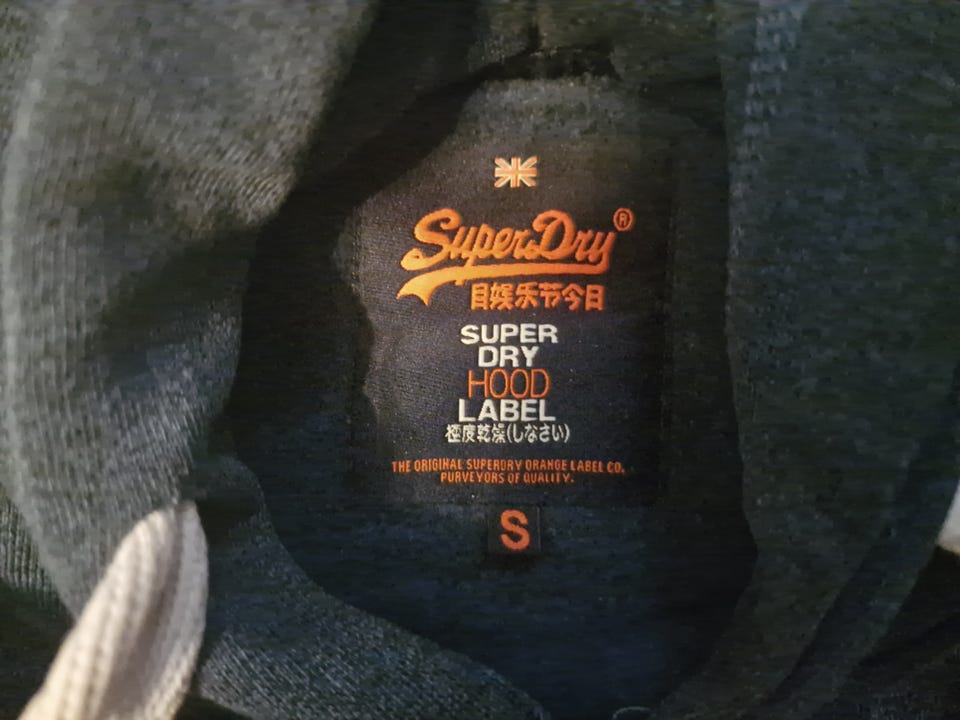 SuperDry®
目娱乐节今日
SUPER
DRY
HOOD
LABEL
極度乾燥(しなさい)
THE ORIGINAL SUPERDRY ORANGE LABEL CO.
PURVEYORS OF QUALITY.
S